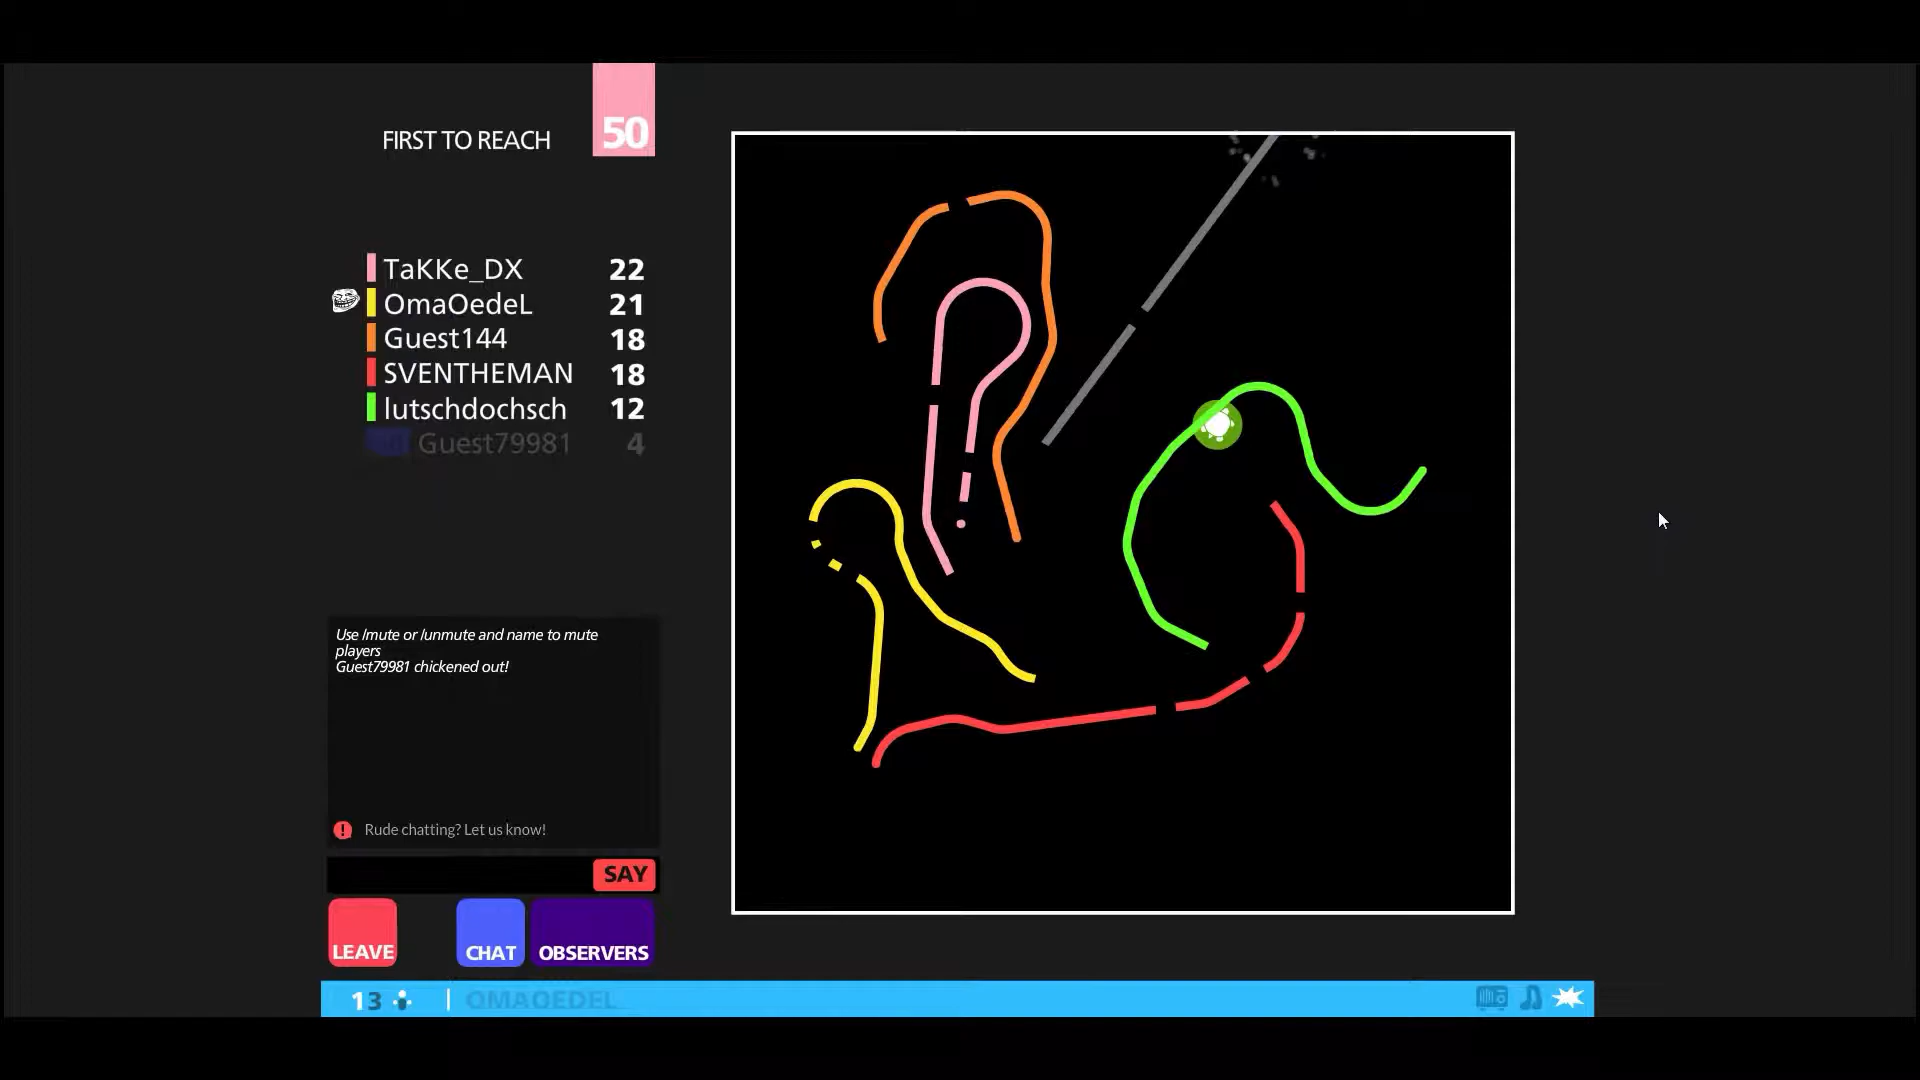 FIRST TO REACH 50
TaKKe_DX 22
OmaOedeL 21
Guest144 18
SVENTHEMAN 18
lutschdochsch 12
Guest79981 4
Use /mute or /unmute and name to mute
players
Guest79981 chickened out!
Rude chatting? Let us know!
SAY
LEAVE CHAT OBSERVERS
13 | OMAOEDEL